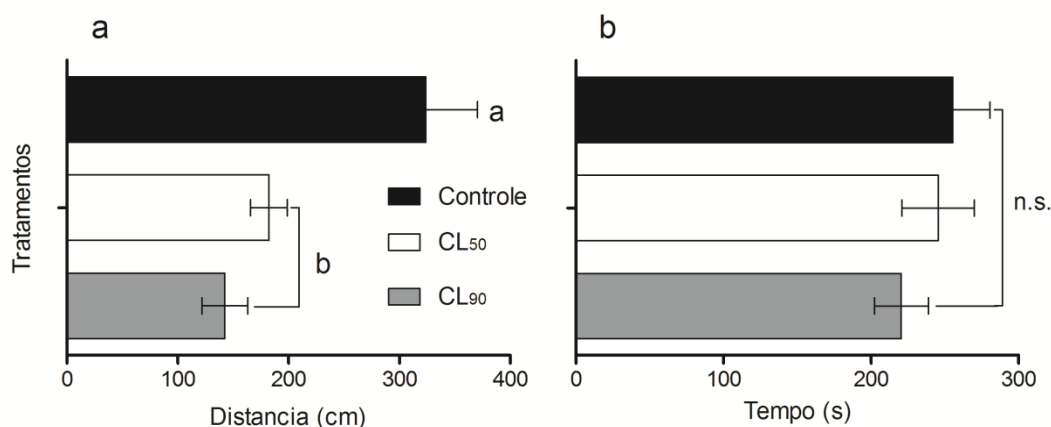 a
Tratamentos
a
b
Controle
CL50
CL90
0 100 200 300 400
Distancia (cm)
b
n.s.
0 100 200 300
Tempo (s)